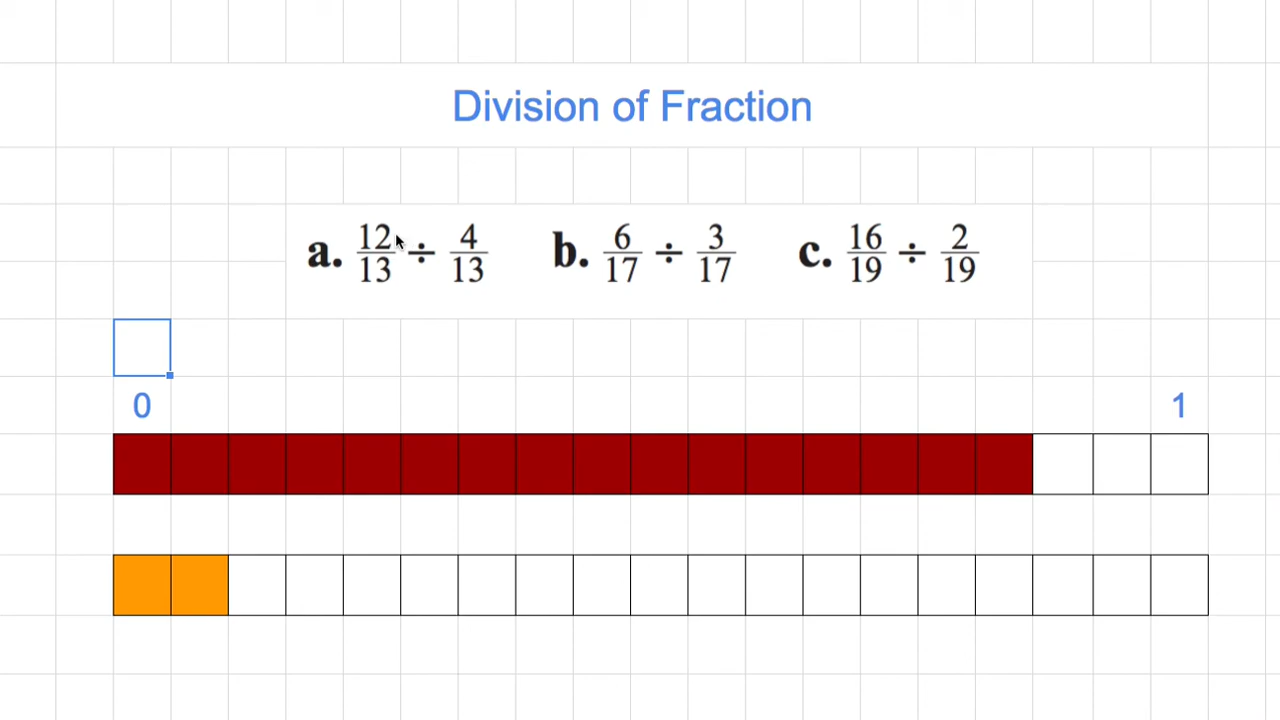 Division of Fraction
a. 12/13 ÷ 4/13 b. 6/17 ÷ 3/17 c. 16/19 ÷ 2/19
0 1